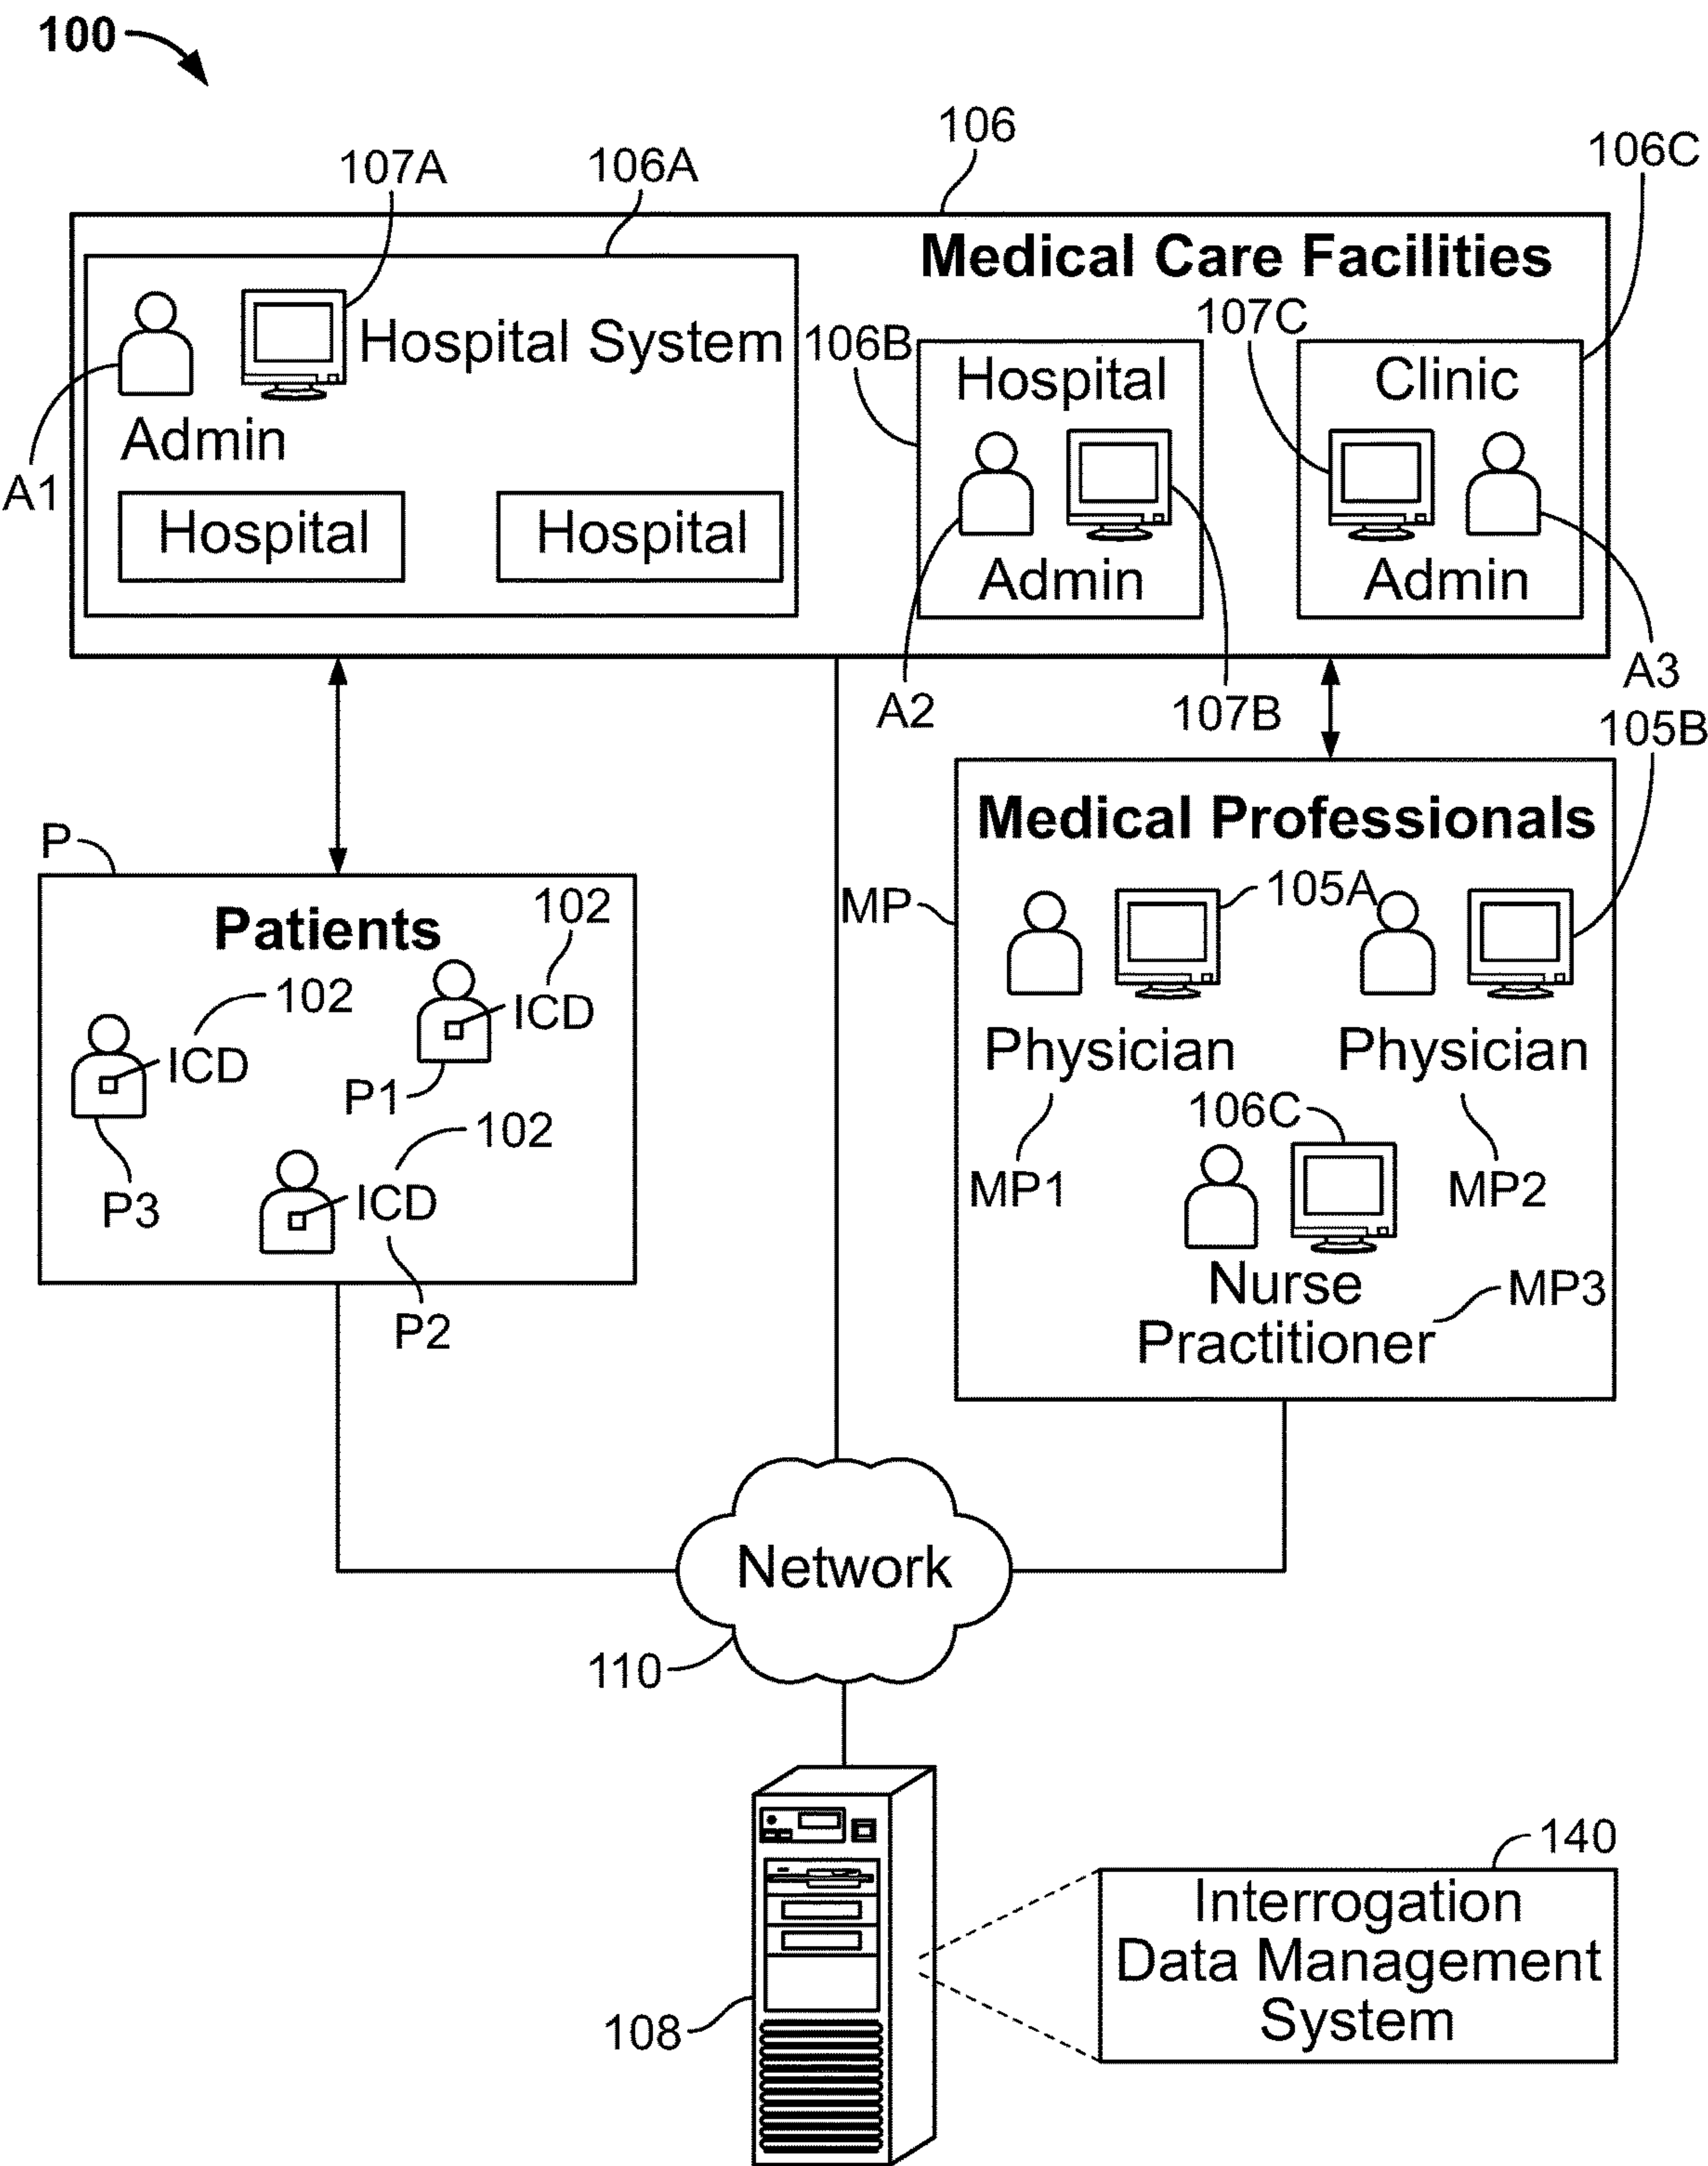 100
106
106C
107A
106A
Medical Care Facilities
107C
Hospital System
106B
Hospital
Clinic
Admin
A1
Hospital
Hospital
Admin
Admin
A2
107B
A3
105B
Medical Professionals
P
MP
105A
Patients
102
102
ICD
ICD
P1
Physician
Physician
102
106C
P3
ICD
MP1
MP2
P2
Nurse
Practitioner
MP3
Network
110
140
Interrogation
Data Management
System
108